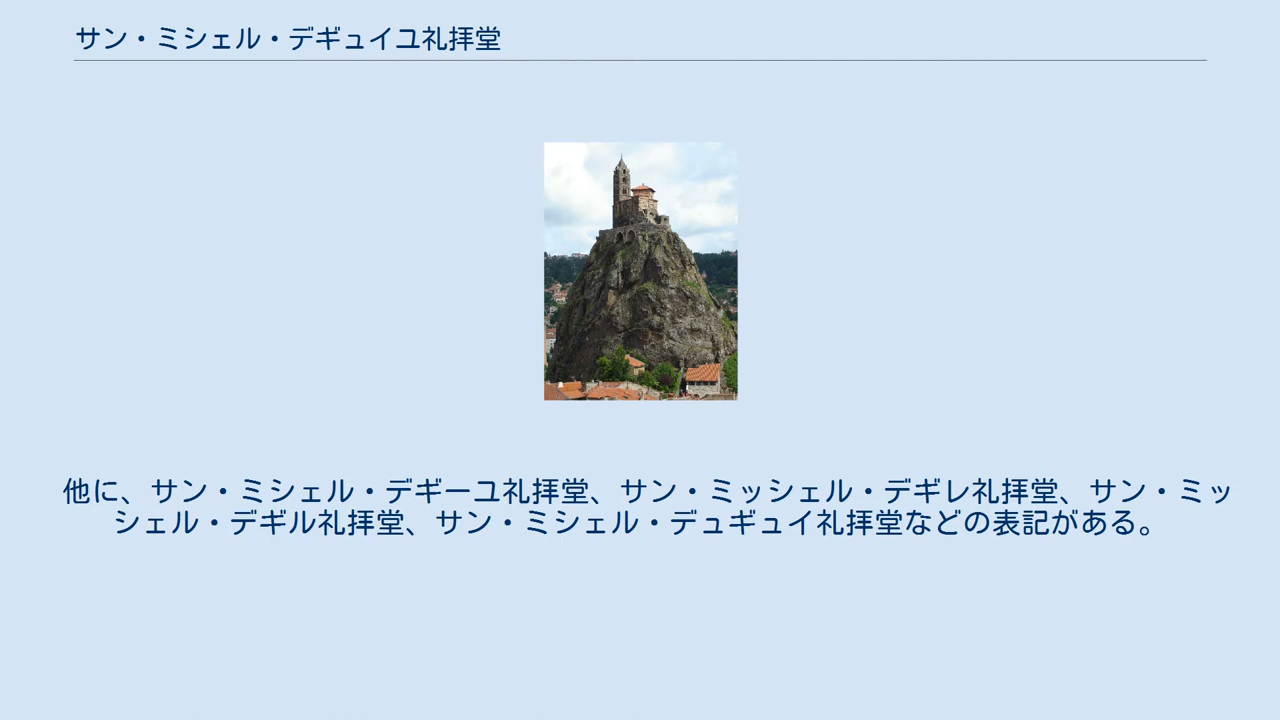 サン・ミシェル・デギュイユ礼拝堂
他に、サン・ミシェル・デギーユ礼拝堂、サン・ミッシェル・デギレ礼拝堂、サン・ミッ
シェル・デギル礼拝堂、サン・ミシェル・デュギュイ礼拝堂などの表記がある。